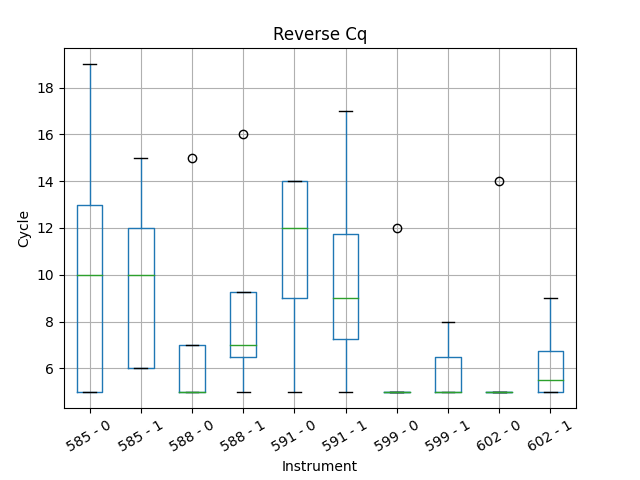 Reverse Cq
Cycle
18
16
14
12
10
8
6
585 - 0
585 - 1
588 - 0
588 - 1
591 - 0
591 - 1
599 - 0
599 - 1
602 - 0
602 - 1
Instrument